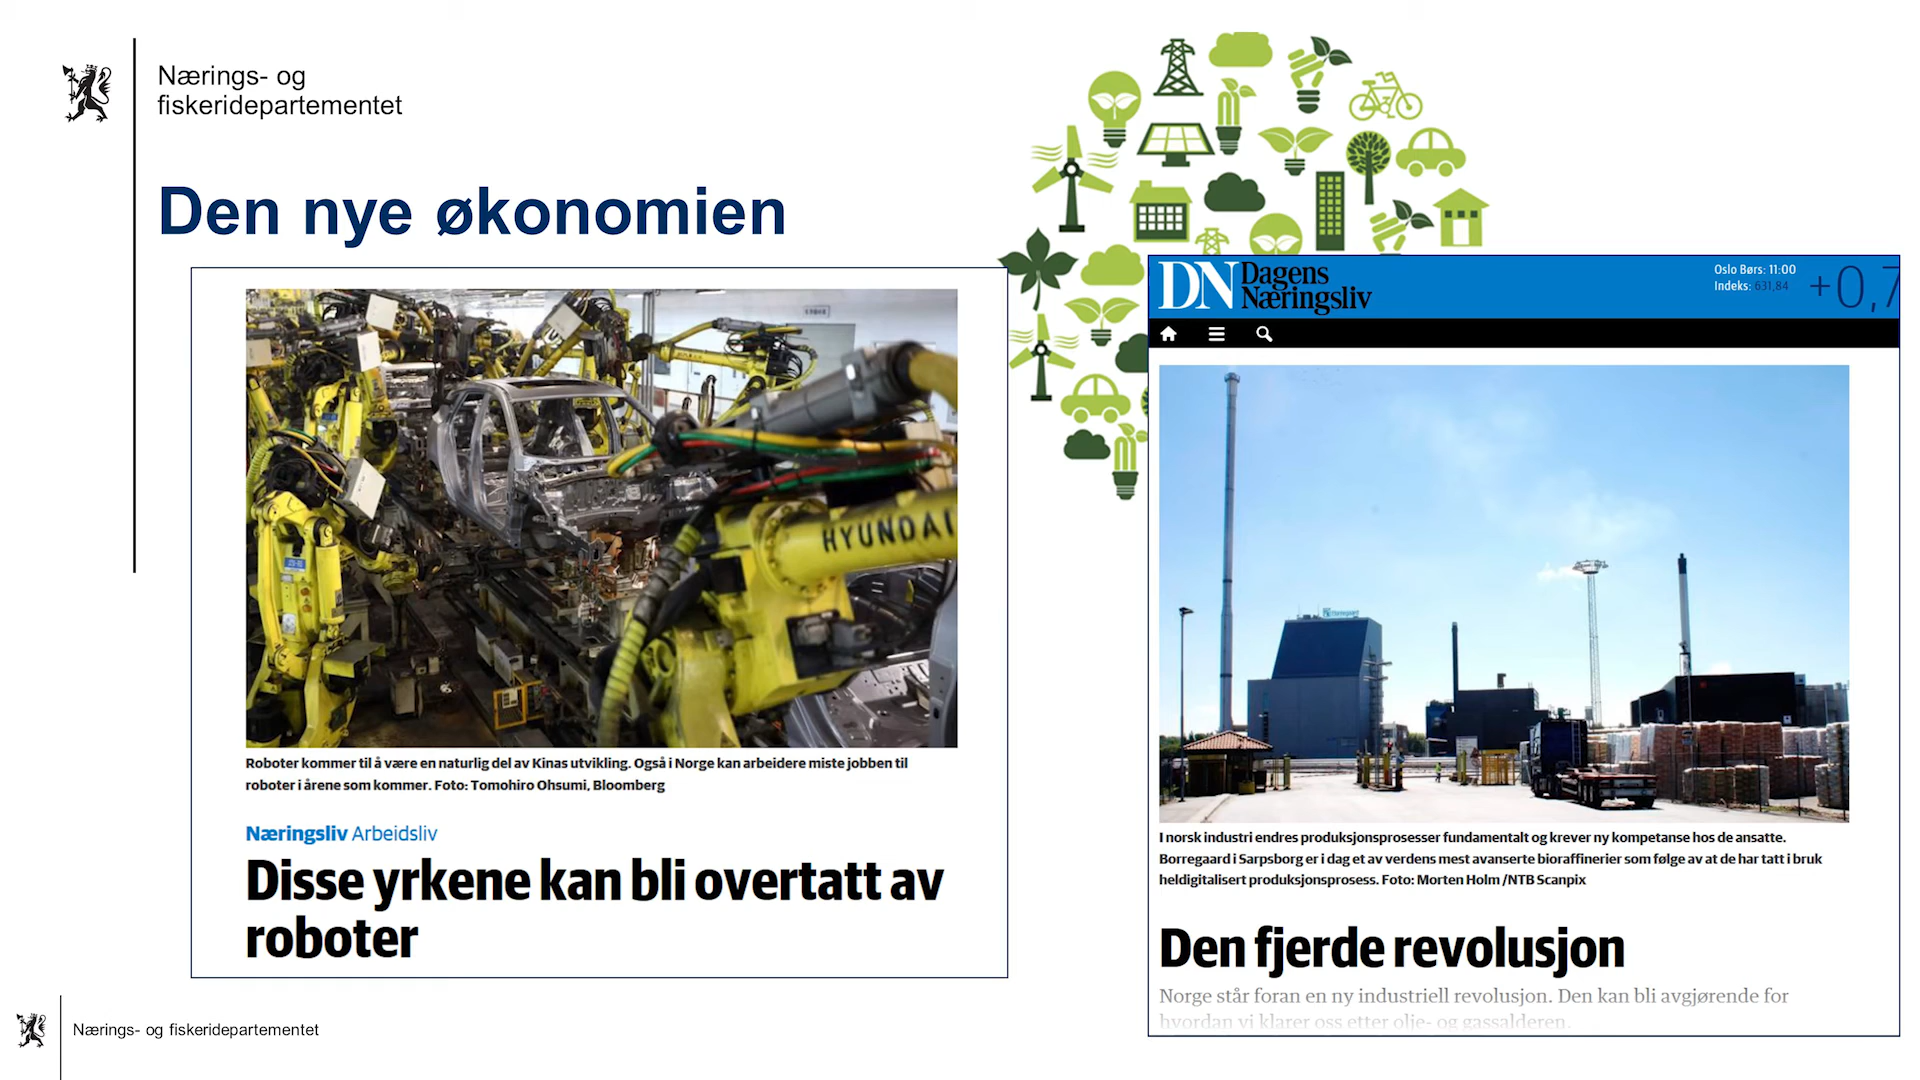 Nærings- og
fiskeridepartementet
Den nye økonomien
HYUNDAI
Roboter kommer til å være en naturlig del av Kinas utvikling. Også i Norge kan arbeidere miste jobben til
roboter i årene som kommer. Foto: Tomohiro Ohsumi, Bloomberg
Næringsliv Arbeidsliv
Disse yrkene kan bli overtatt av
roboter
DN Dagens
Næringsliv
Oslo Børs: 11:00
Indeks: 631,84
+0,7
Borregaard
I norsk industri endres produksjonsprosesser fundamentalt og krever ny kompetanse hos de ansatte.
Borregaard i Sarpsborg er i dag et av verdens mest avanserte bioraffinerier som følge av at de har tatt i bruk
heldigitalisert produksjonsprosess. Foto: Morten Holm /NTB Scanpix
Den fjerde revolusjon
Norge står foran en ny industriell revolusjon. Den kan bli avgjørende for
hvordan vi klarer oss etter olje- og gassalderen.
Nærings- og fiskeridepartementet